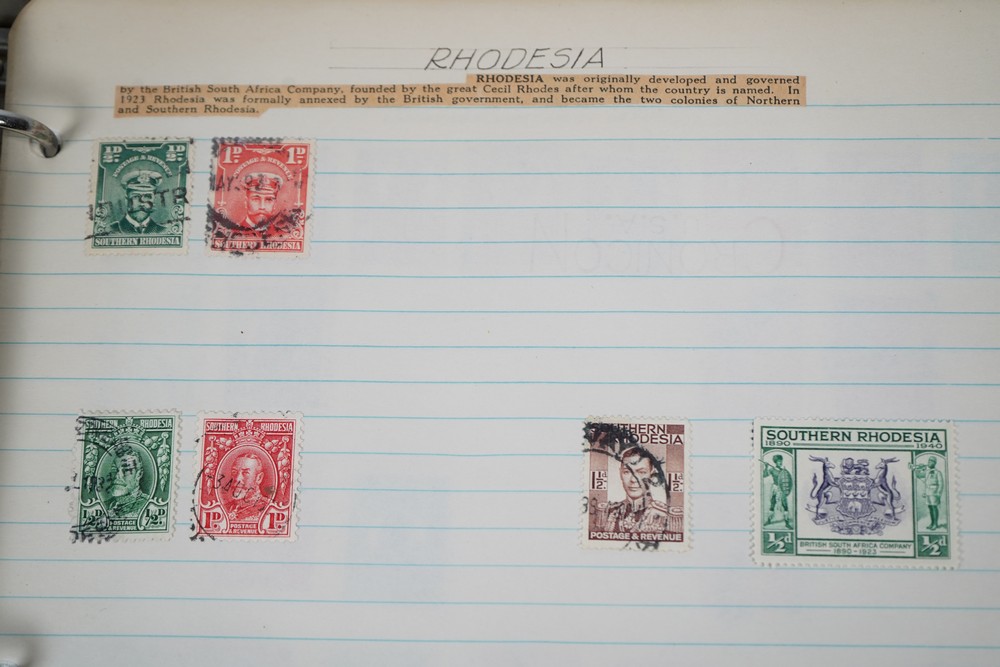 RHODESIA
RHODESIA was originally developed and governed
by the British South Africa Company, founded by the great Cecil Rhodes after whom the country is named. In
1923 Rhodesia was formally annexed by the British government, and became the two colonies of Northern
and Southern Rhodesia.
½D ½D
POSTAGE & REVENUE
SOUTHERN RHODESIA
1D 1D
POSTAGE & REVENUE
MAY
SOUTHERN RHODESIA
SOUTHERN RHODESIA
½D ½D
POSTAGE
& REVENUE
SOUTHERN RHODESIA
1D 1D
POSTAGE
& REVENUE
SOUTHERN
RHODESIA
1½d 1½d
POSTAGE & REVENUE
SOUTHERN RHODESIA
1890 1940
½d ½d
BRITISH SOUTH AFRICA COMPANY
1890-1923